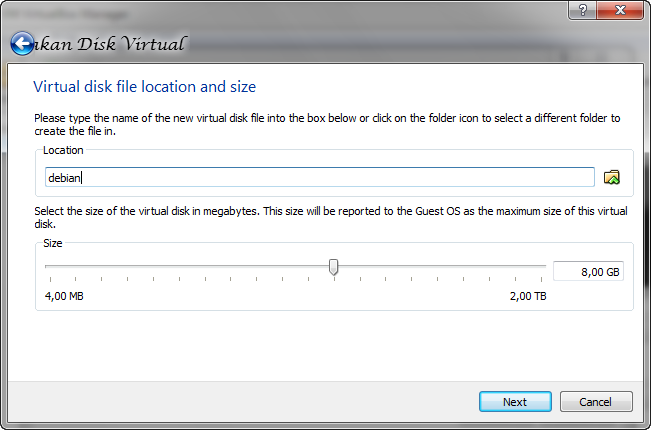 VirtualBox Manager
kan Disk Virtual
Virtual disk file location and size
Please type the name of the new virtual disk file into the box below or click on the folder icon to select a different folder to
create the file in.
Location
debian
Select the size of the virtual disk in megabytes. This size will be reported to the Guest OS as the maximum size of this virtual
disk.
Size
8,00 GB
4,00 MB 2,00 TB
Next Cancel